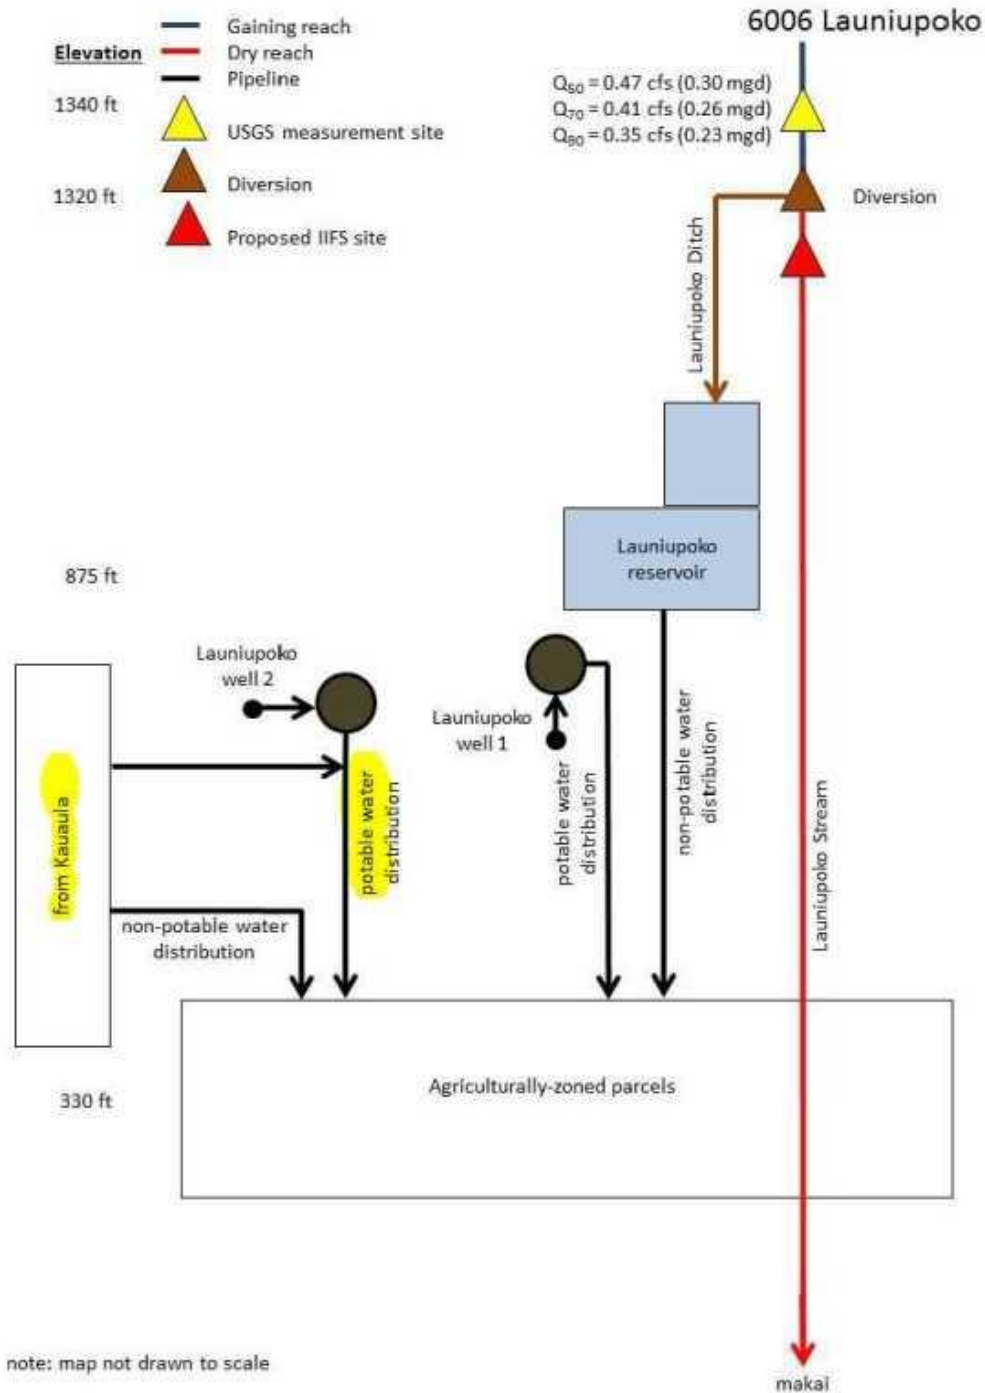 6006 Launiupoko
Gaining reach
Elevation
Dry reach
Pipeline
1340 ft
USGS measurement site
1320 ft
Diversion
Proposed IIFS site
Q50 = 0.47 cfs (0.30 mgd)
Q70 = 0.41 cfs (0.26 mgd)
Q90 = 0.35 cfs (0.23 mgd)
Diversion
Launiupoko Ditch
Launiupoko
reservoir
875 ft
Launiupoko
well 2
Launiupoko
well 1
from Kauaula
potable water
distribution
potable water
distribution
non-potable water
distribution
Launiupoko Stream
non-potable water
distribution
Agriculturally-zoned parcels
330 ft
note: map not drawn to scale
makai